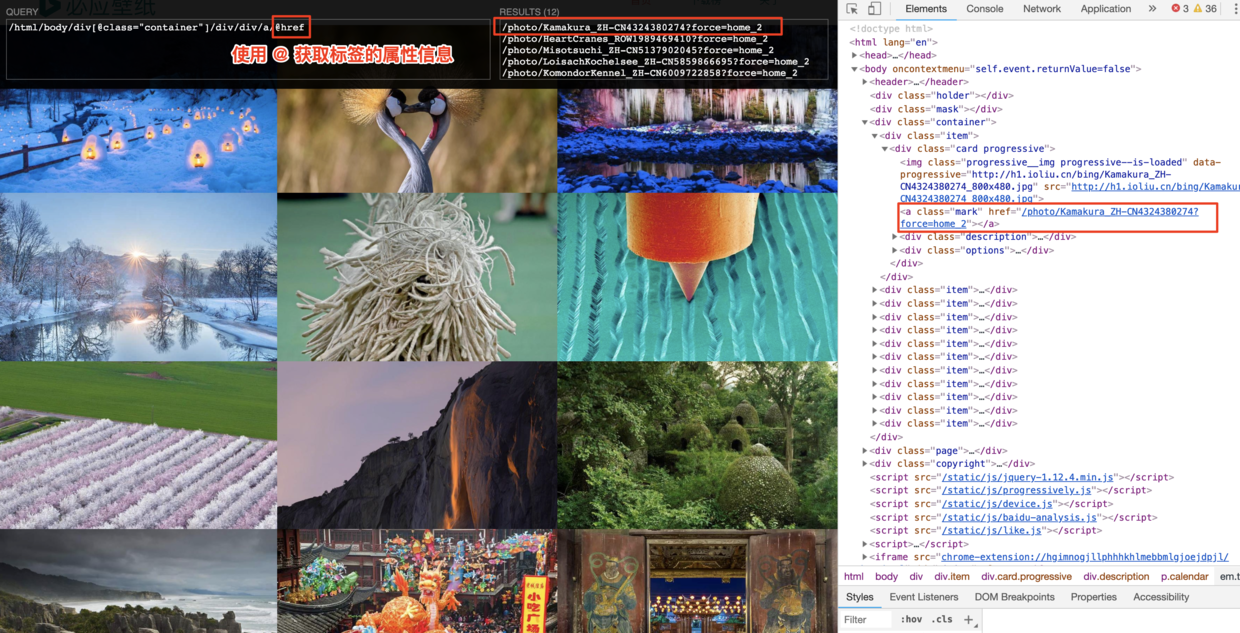 必应壁纸
QUERY
/html/body/div[@class="container"]/div/div/a/@href
使用 @ 获取标签的属性信息
RESULTS (12)
/photo/Kamakura_ZH-CN4324380274?force=home_2
/photo/HeartCranes_ROW1989469410?force=home_2
/photo/Misotsuchi_ZH-CN5137902045?force=home_2
/photo/LoisachKochelsee_ZH-CN5859866695?force=home_2
/photo/KomondorKennel_ZH-CN6009722858?force=home_2
小吃广场
Elements Console Network Application » 3 36
<!doctype html>
<html lang="en">
<head>…</head>
<body oncontextmenu="self.event.returnValue=false">
<header>…</header>
<div class="holder"></div>
<div class="mask"></div>
<div class="container">
<div class="item">
<div class="card progressive">
<img class="progressive__img progressive--is-loaded" data-
progressive="http://h1.ioliu.cn/bing/Kamakura_ZH-
CN4324380274_800x480.jpg" src="http://h1.ioliu.cn/bing/Kamakur
CN4324380274_800x480.jpg">
<a class="mark" href="/photo/Kamakura_ZH-CN4324380274?
force=home_2"></a>
<div class="description">…</div>
<div class="options">…</div>
</div>
</div>
<div class="item">…</div>
<div class="item">…</div>
<div class="item">…</div>
<div class="item">…</div>
<div class="item">…</div>
<div class="item">…</div>
<div class="item">…</div>
<div class="item">…</div>
<div class="item">…</div>
<div class="item">…</div>
<div class="item">…</div>
</div>
<div class="page">…</div>
<div class="copyright">…</div>
<script src="/static/js/jquery-1.12.4.min.js"></script>
<script src="/static/js/progressively.js"></script>
<script src="/static/js/device.js"></script>
<script src="/static/js/baidu-analysis.js"></script>
<script src="/static/js/like.js"></script>
<script>…</script>
<iframe src="chrome-extension://hgimnogjllphhhkhlmebbmlgjoejdpjl/
html body div div.item div.card.progressive div.description p.calendar em.t
Styles Event Listeners DOM Breakpoints Properties Accessibility
Filter :hov .cls +